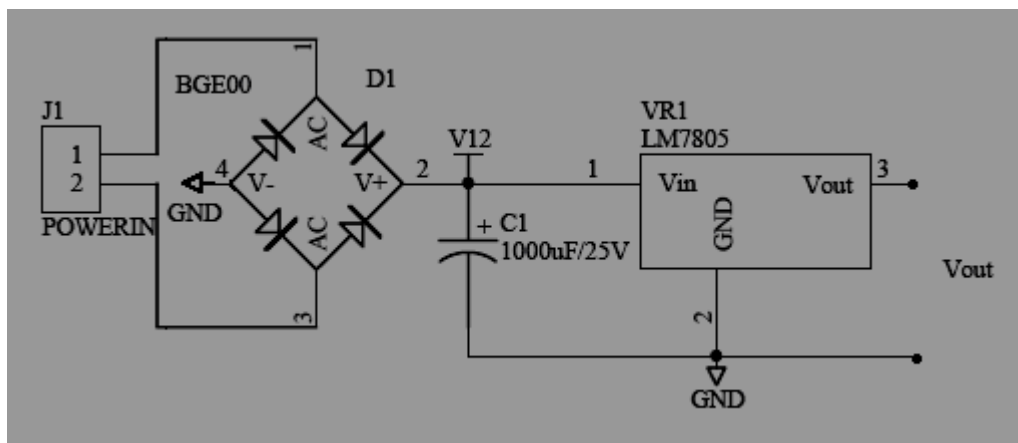 J1
1
2
POWERIN
BGE00
D1
1
AC
4
V-
V+
2
GND
AC
3
V12
+
C1
1000uF/25V
VR1
LM7805
1
Vin
Vout
3
GND
2
GND
Vout